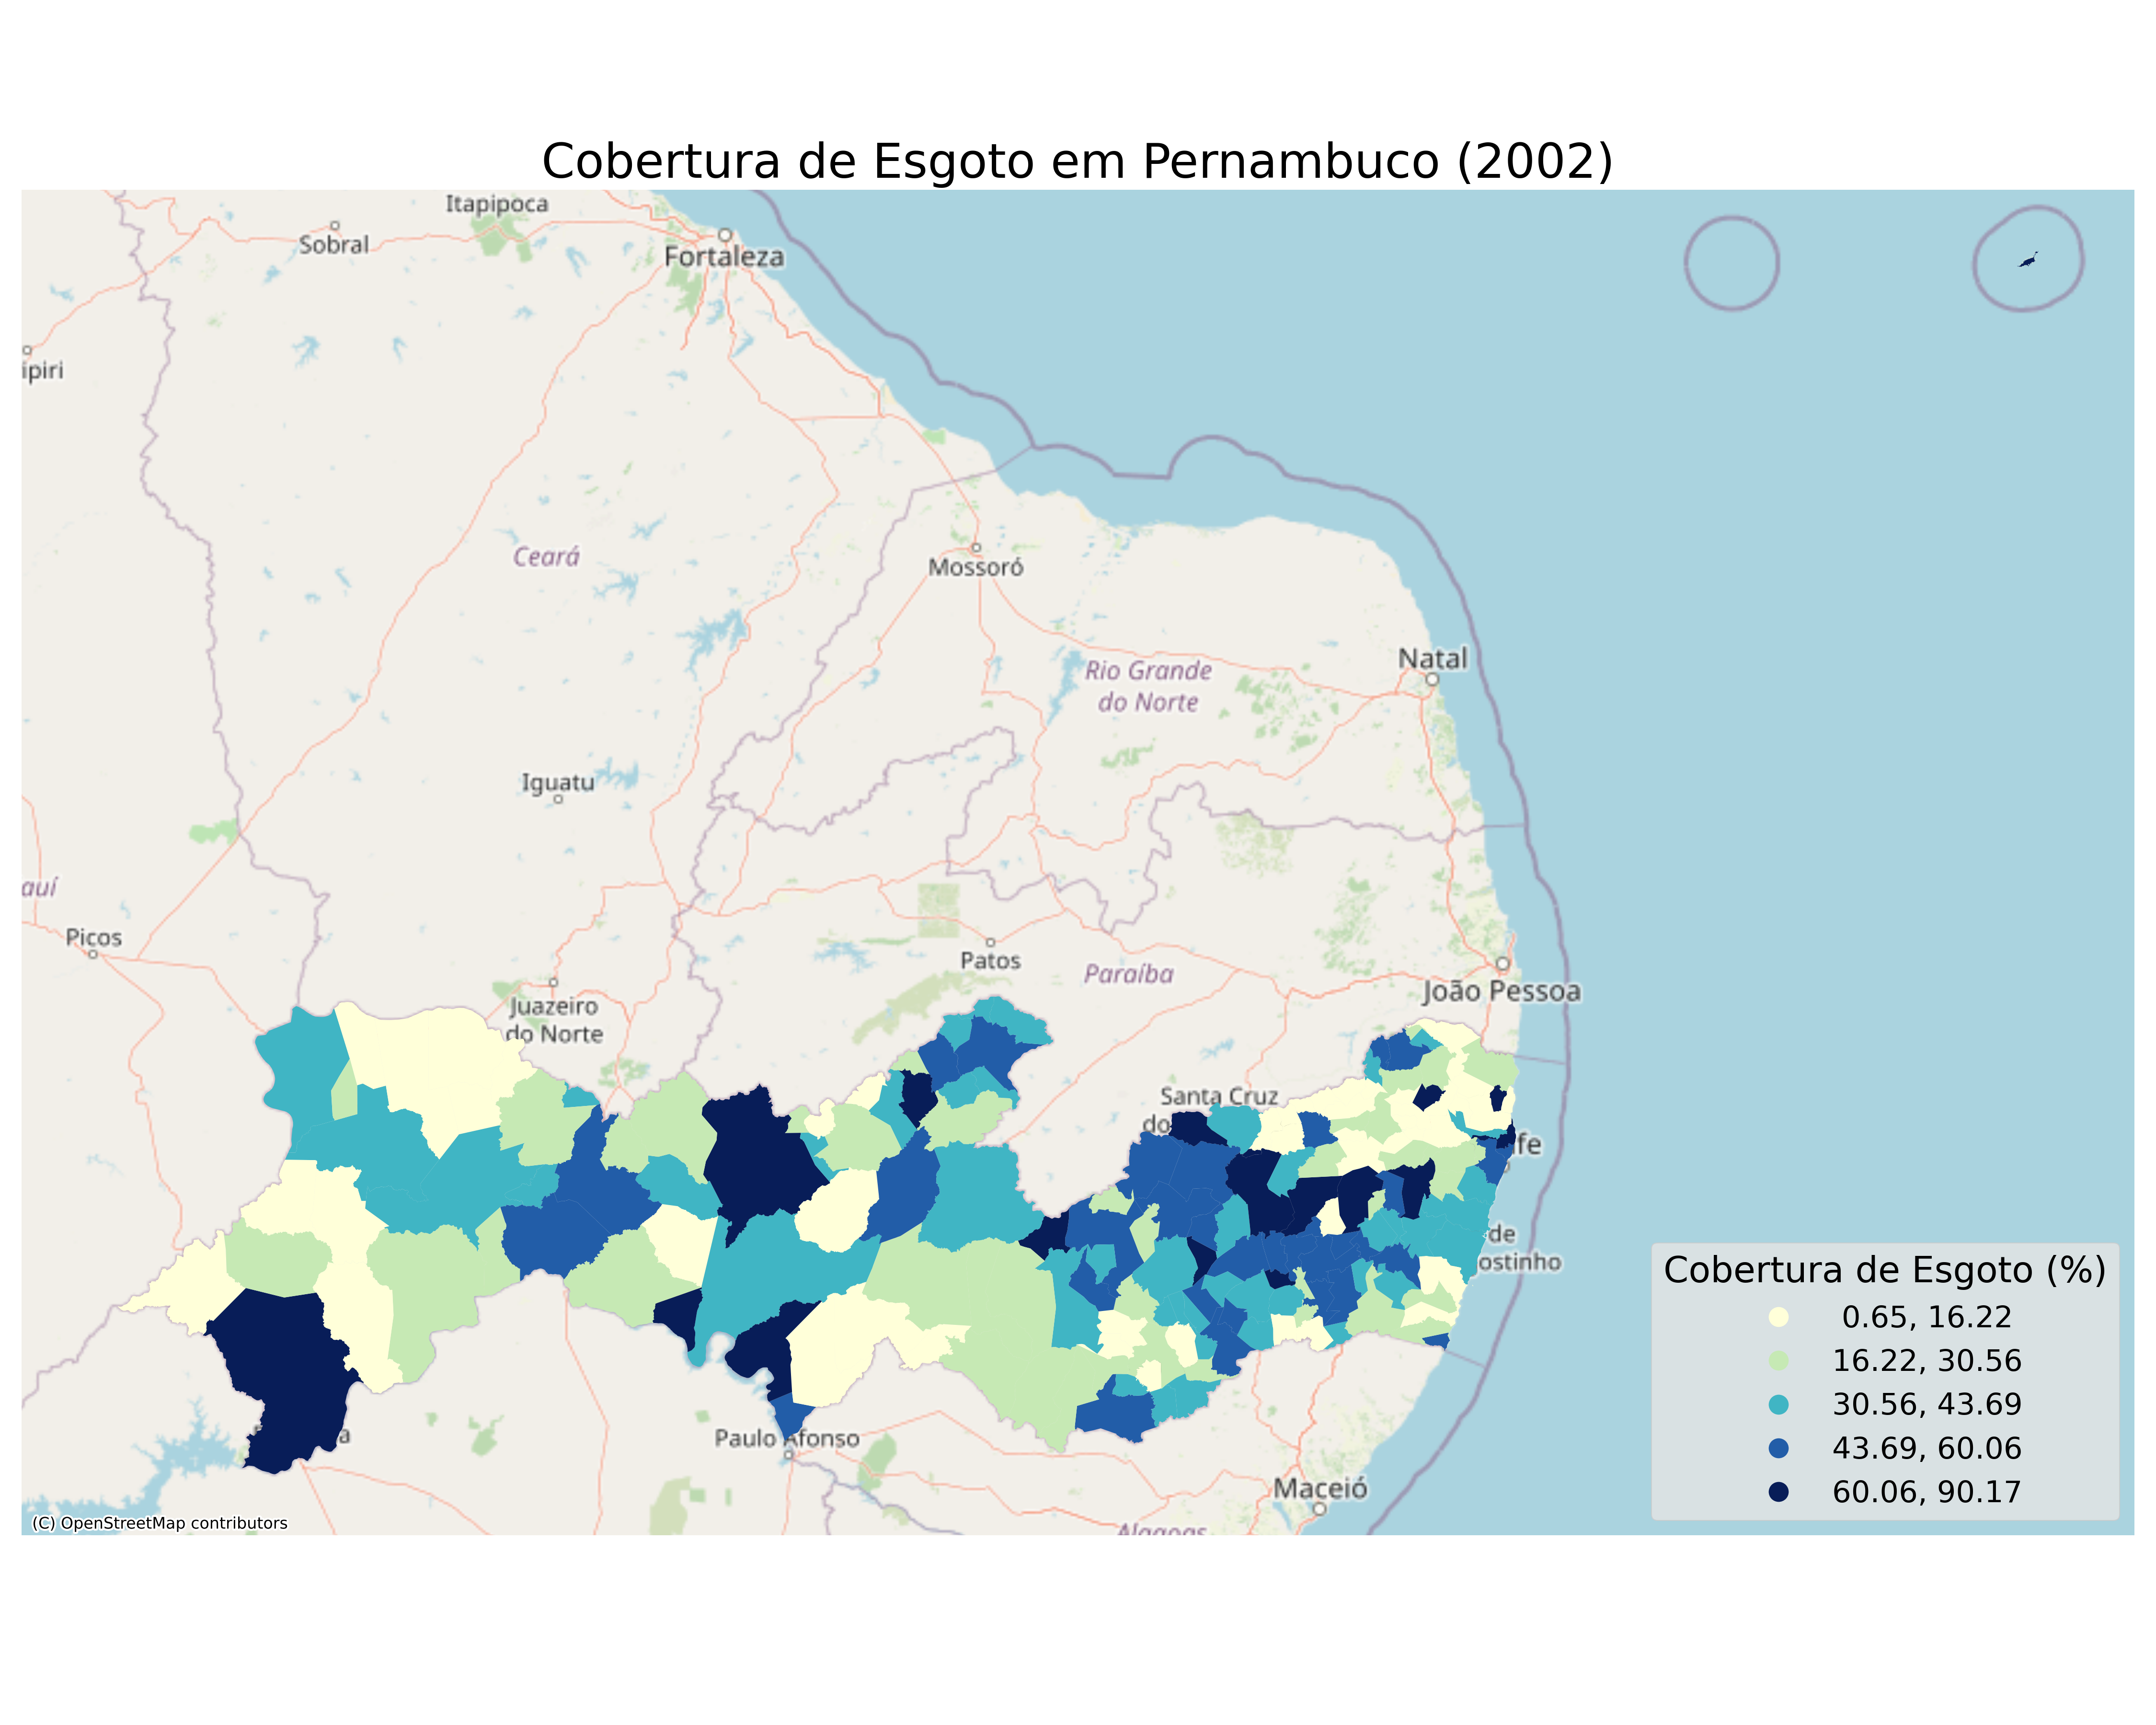 Cobertura de Esgoto em Pernambuco (2002)
Itapipoca
Sobral
Fortaleza
ipiri
Ceará
Mossoró
Natal
Rio Grande
do Norte
Iguatu
auí
Picos
Patos
Paraíba
João Pessoa
Juazeiro
do Norte
Santa Cruz
do
ife
de
ostinho
a
Paulo Afonso
Maceió
Alagoas
Cobertura de Esgoto (%)
0.65, 16.22
16.22, 30.56
30.56, 43.69
43.69, 60.06
60.06, 90.17
(C) OpenStreetMap contributors